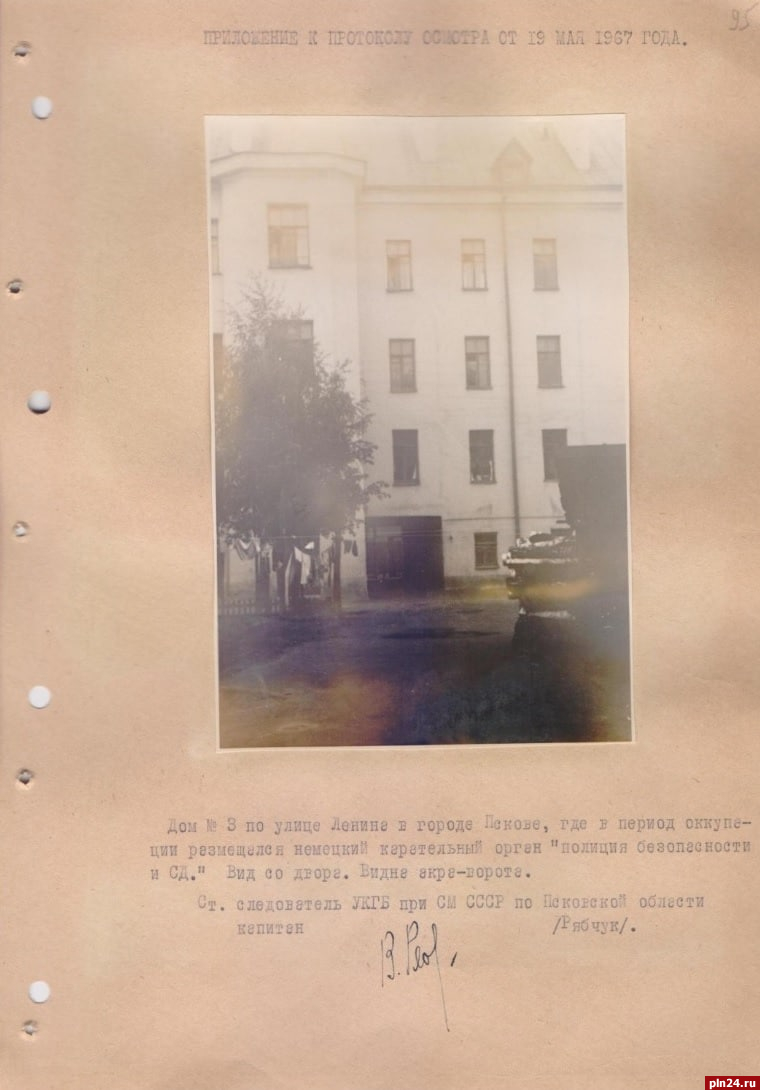 95
ПРИЛОЖЕНИЕ К ПРОТОКОЛУ ОСМОТРА ОТ 19 МАЯ 1967 ГОДА.
Дом № 3 по улице Ленина в городе Пскове, где в период оккупа-
ции размещался немецкий карательный орган "полиция безопасности
и СД." Вид со двора. Видна акра-ворота.
Ст. следователь УКГБ при СМ СССР по Псковской области
капитан /Рябчук/.
pln24.ru